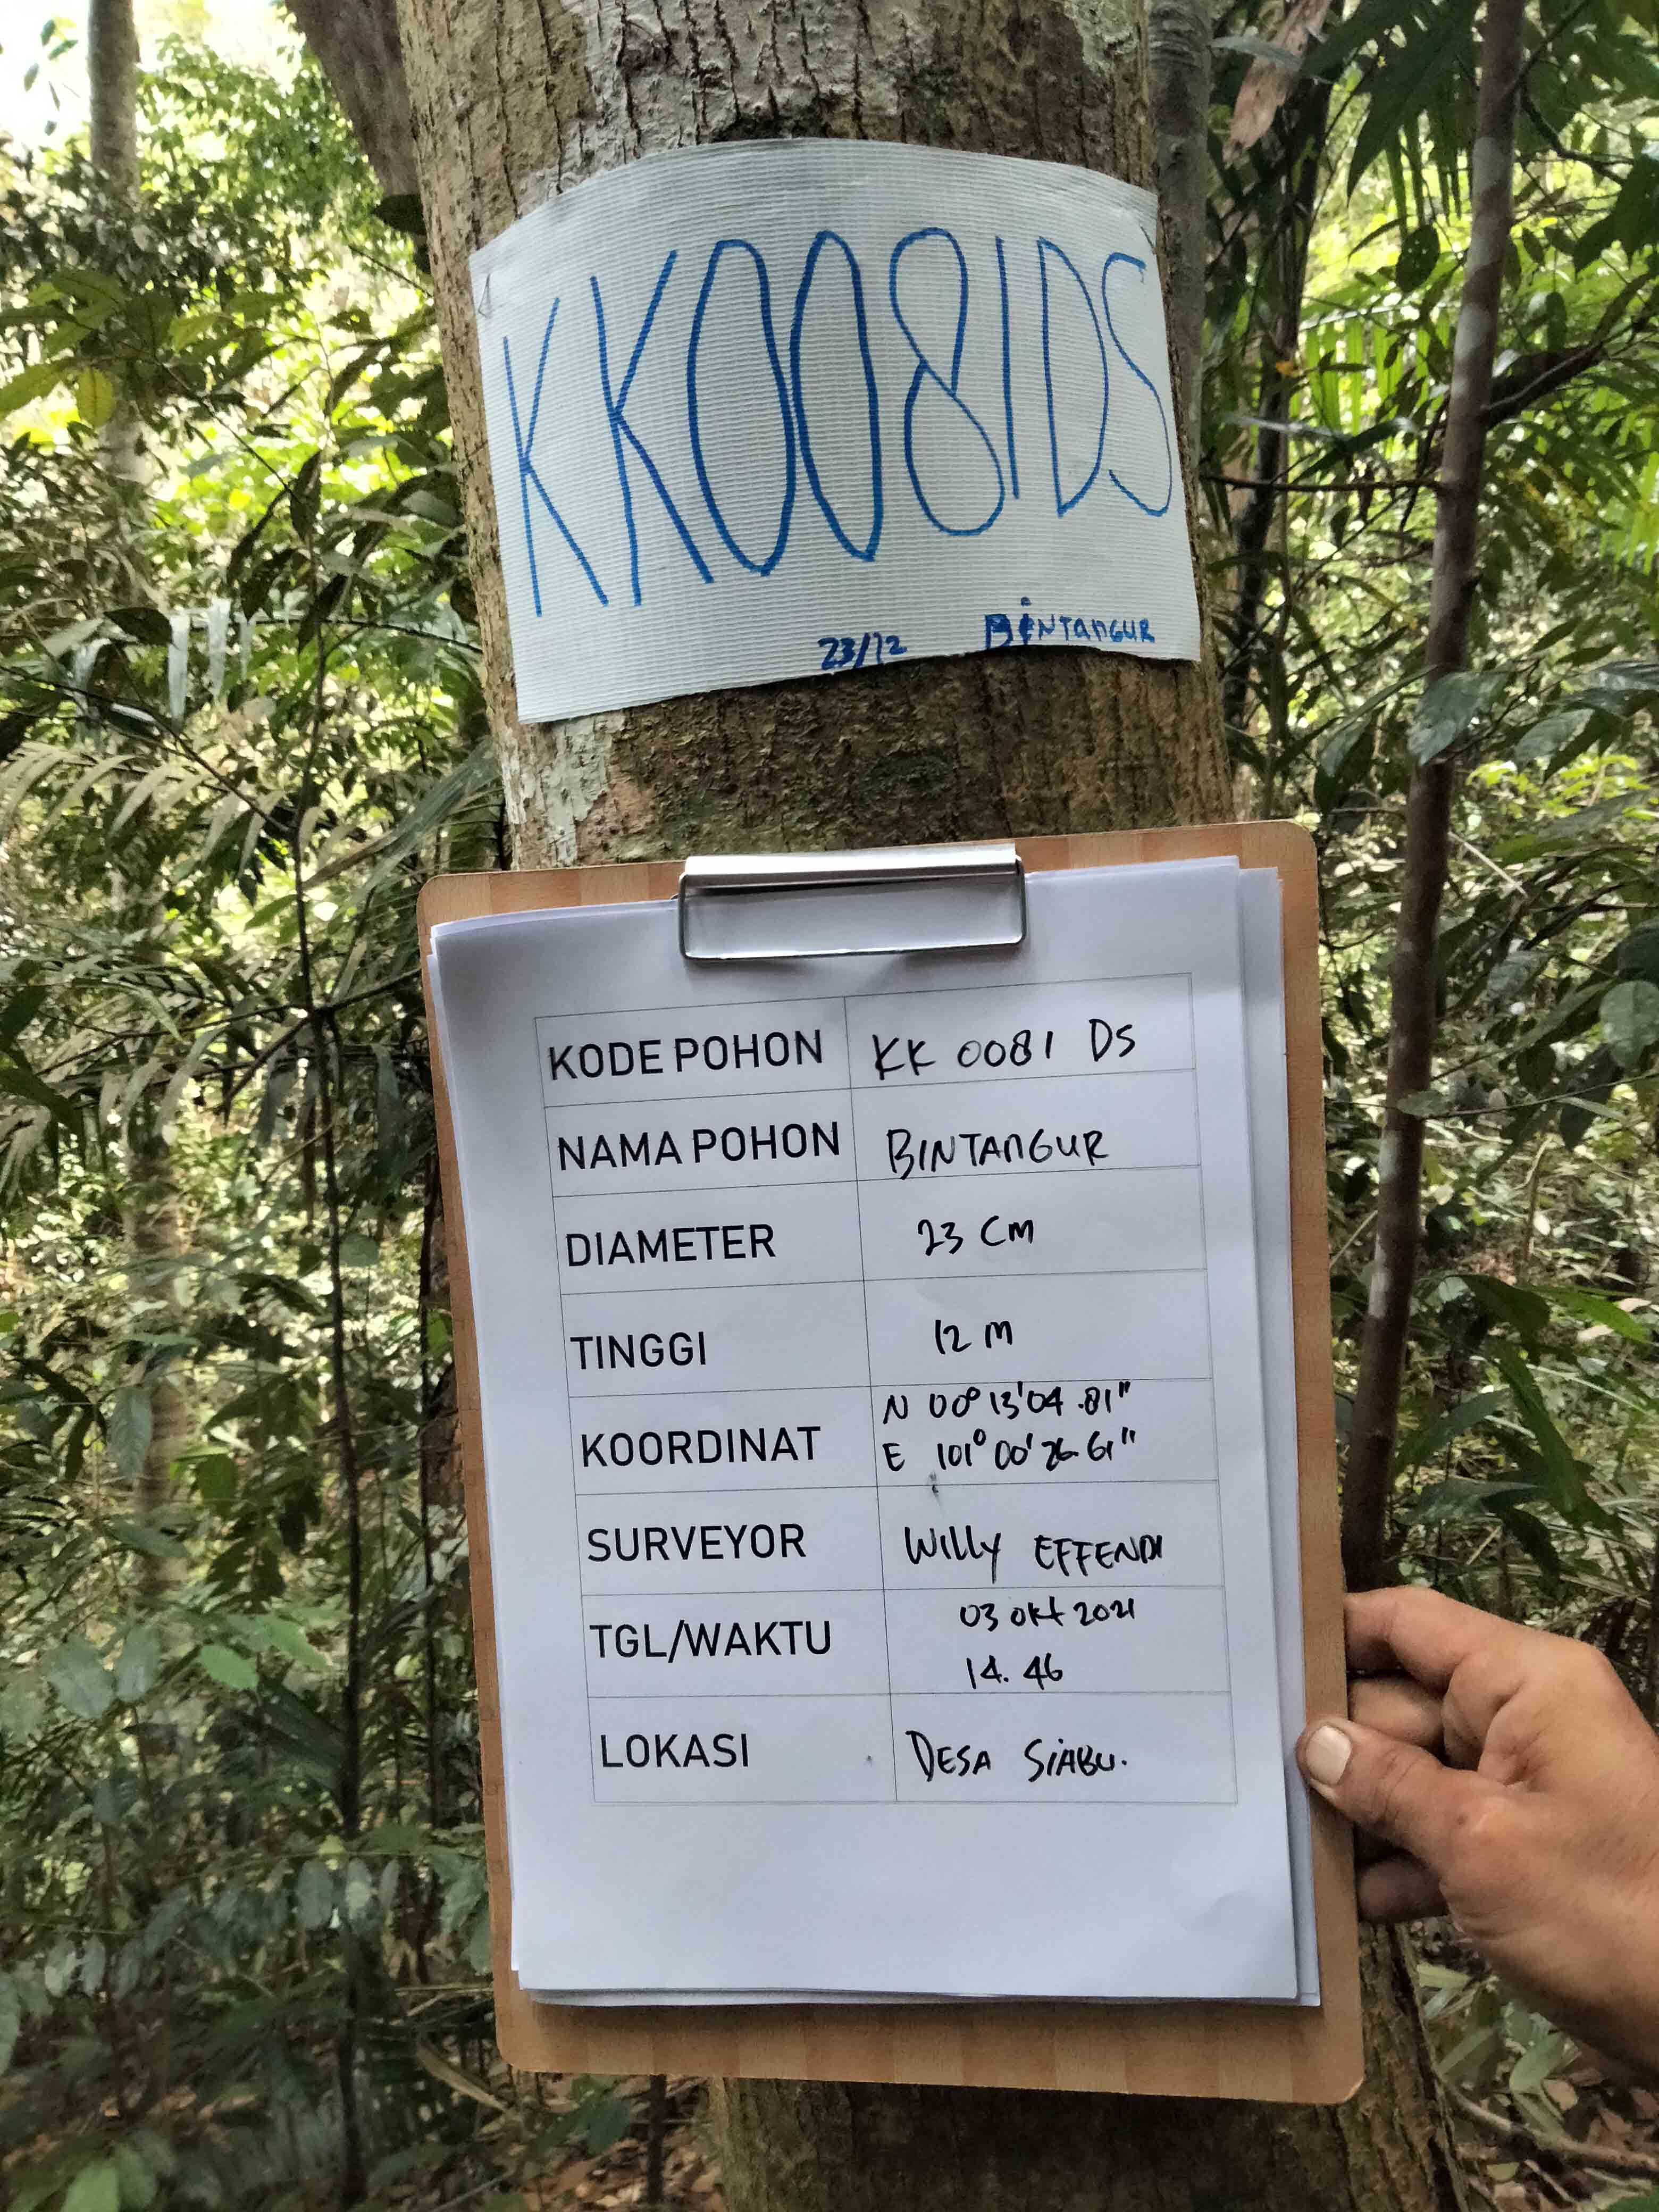 KK0081DS
23/12 BINTANGUR
KODE POHON KK 0081 DS
NAMA POHON BINTANGUR
DIAMETER 23 CM
TINGGI 12 M
KOORDINAT N 00° 13' 04.81"
E 101° 00' 26.61"
SURVEYOR WILLY EFFENDI
TGL/WAKTU 03 Okt 2021
14.46
LOKASI DESA SIABU.